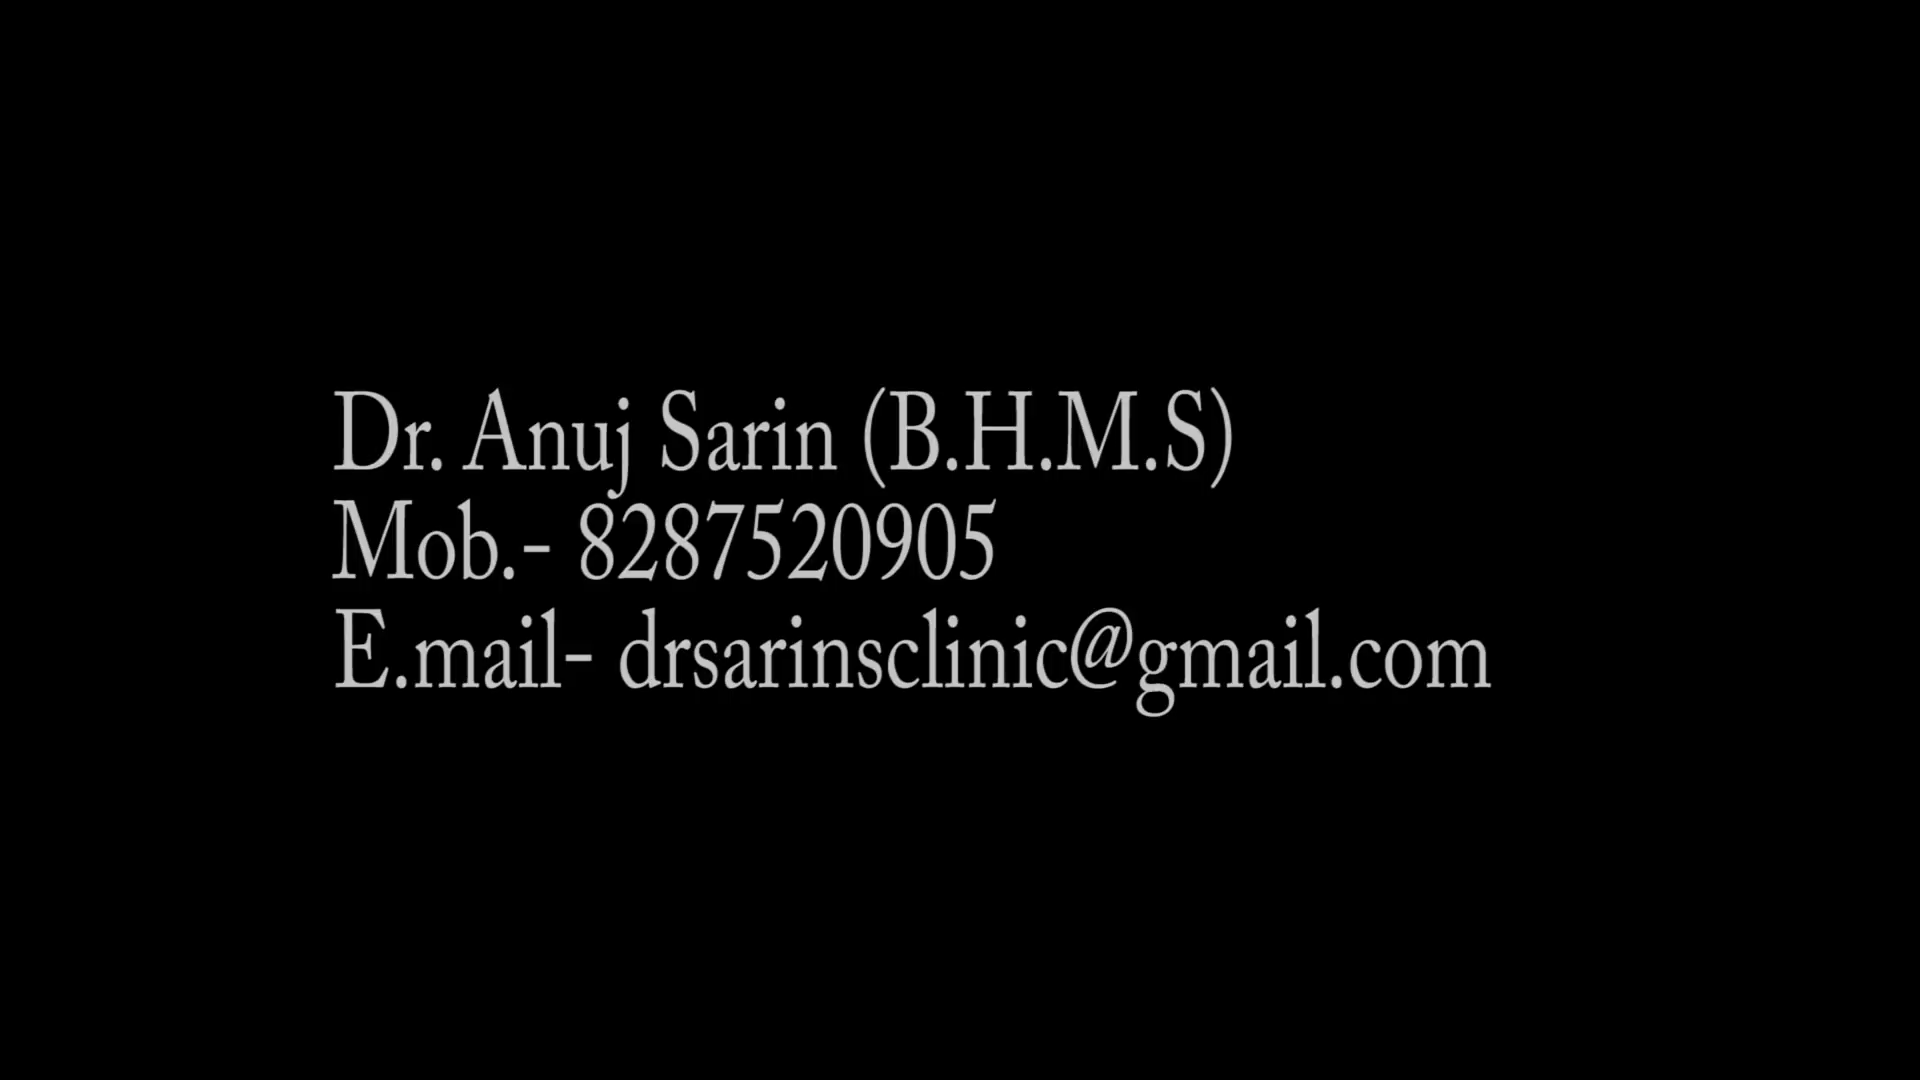 Dr. Anuj Sarin (B.H.M.S)
Mob.- 8287520905
E.mail- drsarinsclinic@gmail.com